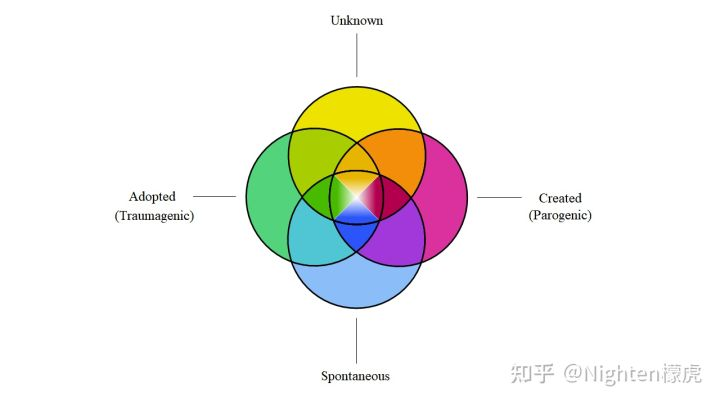 Unknown
Adopted
(Traumagenic)
Created
(Parogenic)
Spontaneous
知乎 @Nighten檬虎